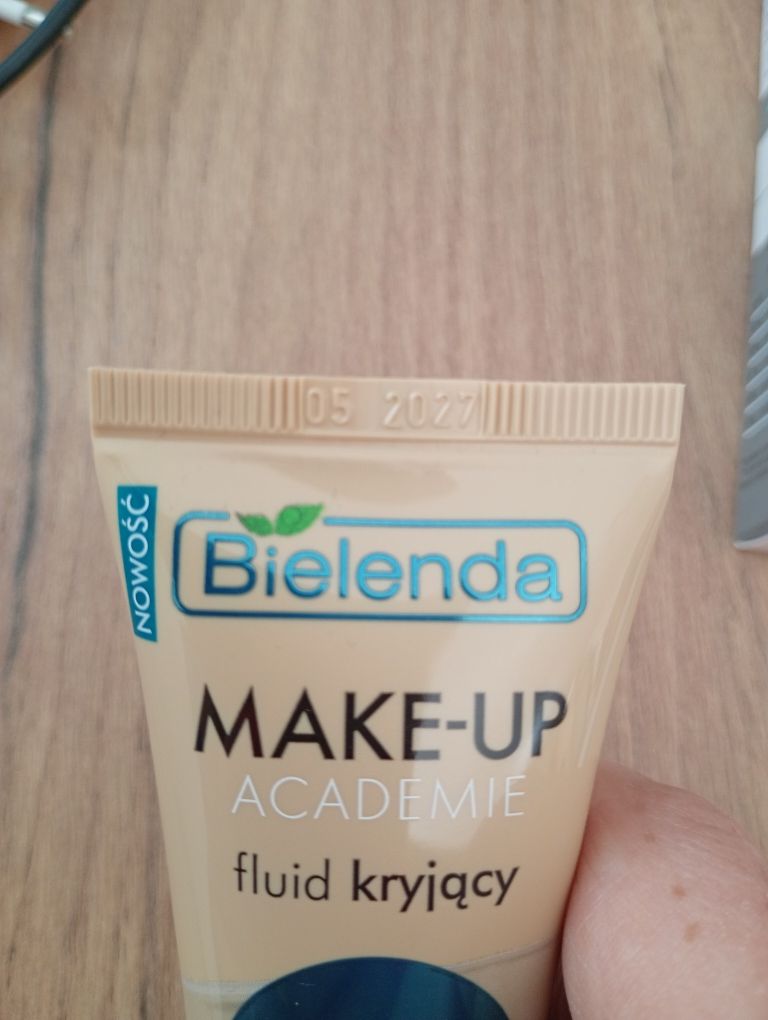 05 2027
NOWOŚĆ
Bielenda
MAKE-UP
ACADEMIE
fluid kryjący